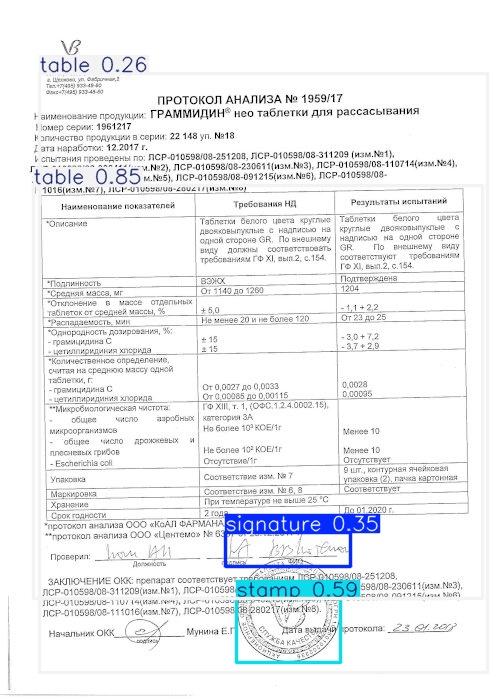 table 0.26
г. Щелково, ул. Фабричная,2
Тел.+7(495) 933-48-60
Факс+7(495) 933-48-60
ПРОТОКОЛ АНАЛИЗА № 1959/17
Наименование продукции: ГРАММИДИН® нео таблетки для рассасывания
Номер серии: 1961217
Количество продукции в серии: 22 148 уп. №18
Дата наработки: 12.2017 г.
Испытания проведены по: ЛСР-010598/08-251208, ЛСР-010598/08-311209 (изм.№1),
ЛСР-010598/08-230611(изм.№3), ЛСР-010598/08-110714(изм.№4),
table 0.85
(изм.№5), ЛСР-010598/08-091215(изм.№6), ЛСР-010598/08-
1016(изм.№7), ЛСР-010598/08-280217(изм.№8)
Наименование показателей Требования НД Результаты испытаний
*Описание Таблетки белого цвета круглые двояковыпуклые с надписью на одной стороне GR. По внешнему виду должны соответствовать требованиям ГФ XI, вып.2, с.154. Таблетки белого цвета круглые двояковыпуклые с надписью на одной стороне GR. По внешнему виду соответствуют требованиям ГФ XI, вып.2, с.154.
*Подлинность ВЭЖХ Подтверждена
*Средняя масса, мг От 1140 до 1260 1204
*Отклонение в массе отдельных таблеток от средней массы, % ± 5,0 - 1,1 + 2,2
*Распадаемость, мин Не менее 20 и не более 120 От 23 до 25
*Однородность дозирования, %:
- грамицидина С ± 15 - 3,0 + 7,2
- цетилпиридиния хлорида ± 15 - 3,7 + 2,9
*Количественное определение, считая на среднюю массу одной таблетки, г:
- грамицидина С От 0,0027 до 0,0033 0,0028
- цетилпиридиния хлорида От 0,00085 до 0,00115 0,00095
**Микробиологическая чистота: ГФ XIII, т. 1, (ОФС.1.2.4.0002.15), категория 3А
- общее число аэробных микроорганизмов Не более 10³ КОЕ/1г Менее 10
- общее число дрожжевых и плесневых грибов Не более 10² КОЕ/1г Менее 10
- Escherichia coli Отсутствие/1г Отсутствует
Упаковка Соответствие изм. № 7 9 шт., контурная ячейковая упаковка (2), пачка картонная
Маркировка Соответствие изм. № 6, 8 Соответствует
Хранение При температуре не выше 25 °С
Срок годности 2 года До 01.2020 г.
*протокол анализа ООО «КоАЛ ФАРМАНА
signature 0.35
**протокол анализа ООО «Центемо» №
Проверил:
Должность подпись ФИО
ЗАКЛЮЧЕНИЕ ОКК: препарат соответствует требованиям ЛСР-010598/08-251208,
ЛСР-010598/08-311209(изм.№1), ЛСР-010598/08-230611(изм.№3),
stamp 0.59
ЛСР-010598/08-110714(изм.№4), ЛСР-010598/08-091215(изм.№6),
ЛСР-010598/08-111016(изм.№7), ЛСР-010598/08-280217(изм.№8).
Начальник ОКК Мунина Е.Г. Дата выдачи протокола: 23.01.2018
подпись
СЛУЖБА КАЧЕСТВА